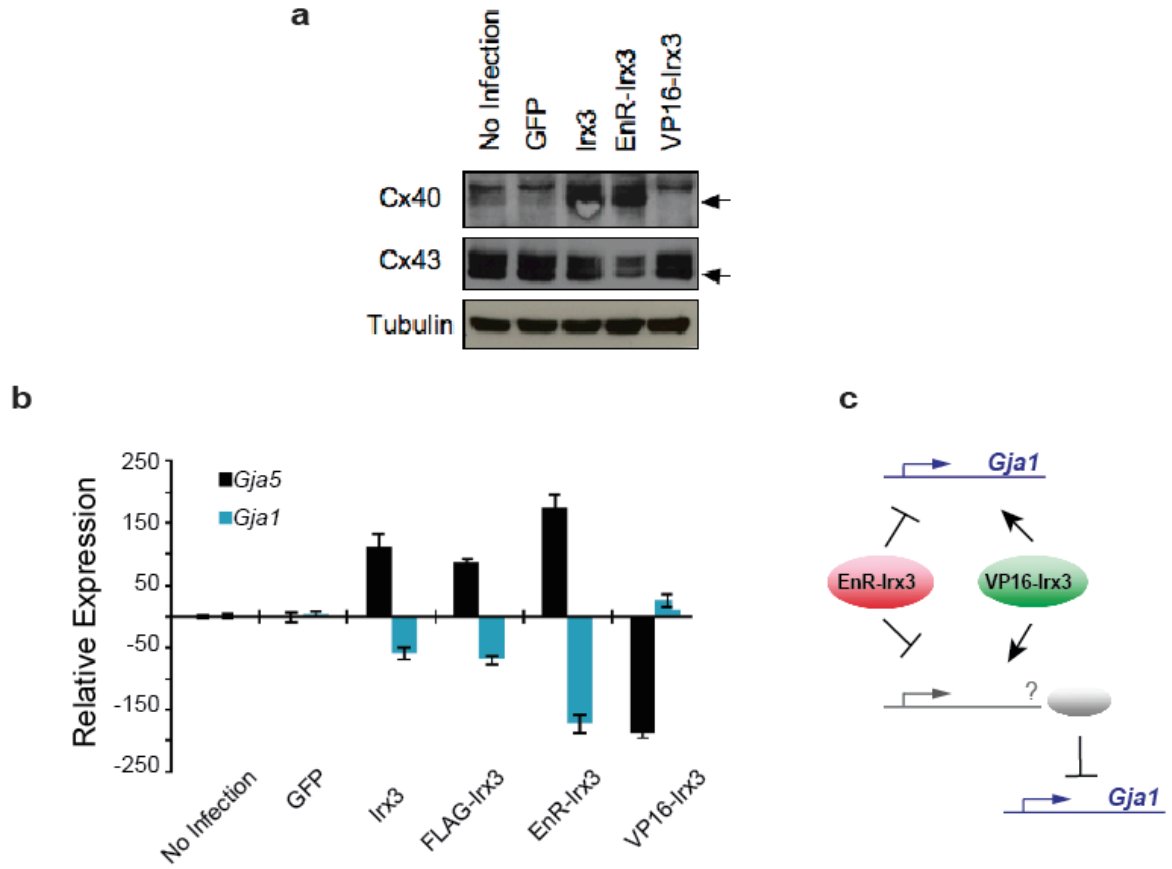 a
No Infection
GFP
Irx3
EnR-Irx3
VP16-Irx3
Cx40
Cx43
Tubulin
b
Relative Expression
250
150
50
-50
-150
-250
Gja5
Gja1
No Infection
GFP
Irx3
FLAG-Irx3
EnR-Irx3
VP16-Irx3
c
Gja1
EnR-Irx3
VP16-Irx3
?
Gja1